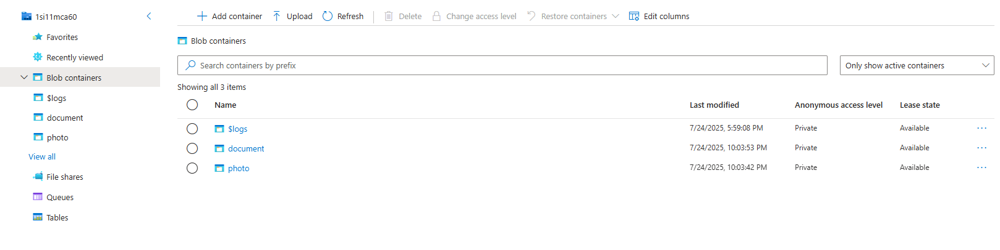 1si11mca60
Favorites
Recently viewed
Blob containers
$logs
document
photo
View all
File shares
Queues
Tables
Add container Upload Refresh Delete Change access level Restore containers Edit columns
Blob containers
Search containers by prefix
Only show active containers
Showing all 3 items
Name Last modified Anonymous access level Lease state
$logs 7/24/2025, 5:59:08 PM Private Available
document 7/24/2025, 10:03:53 PM Private Available
photo 7/24/2025, 10:03:42 PM Private Available